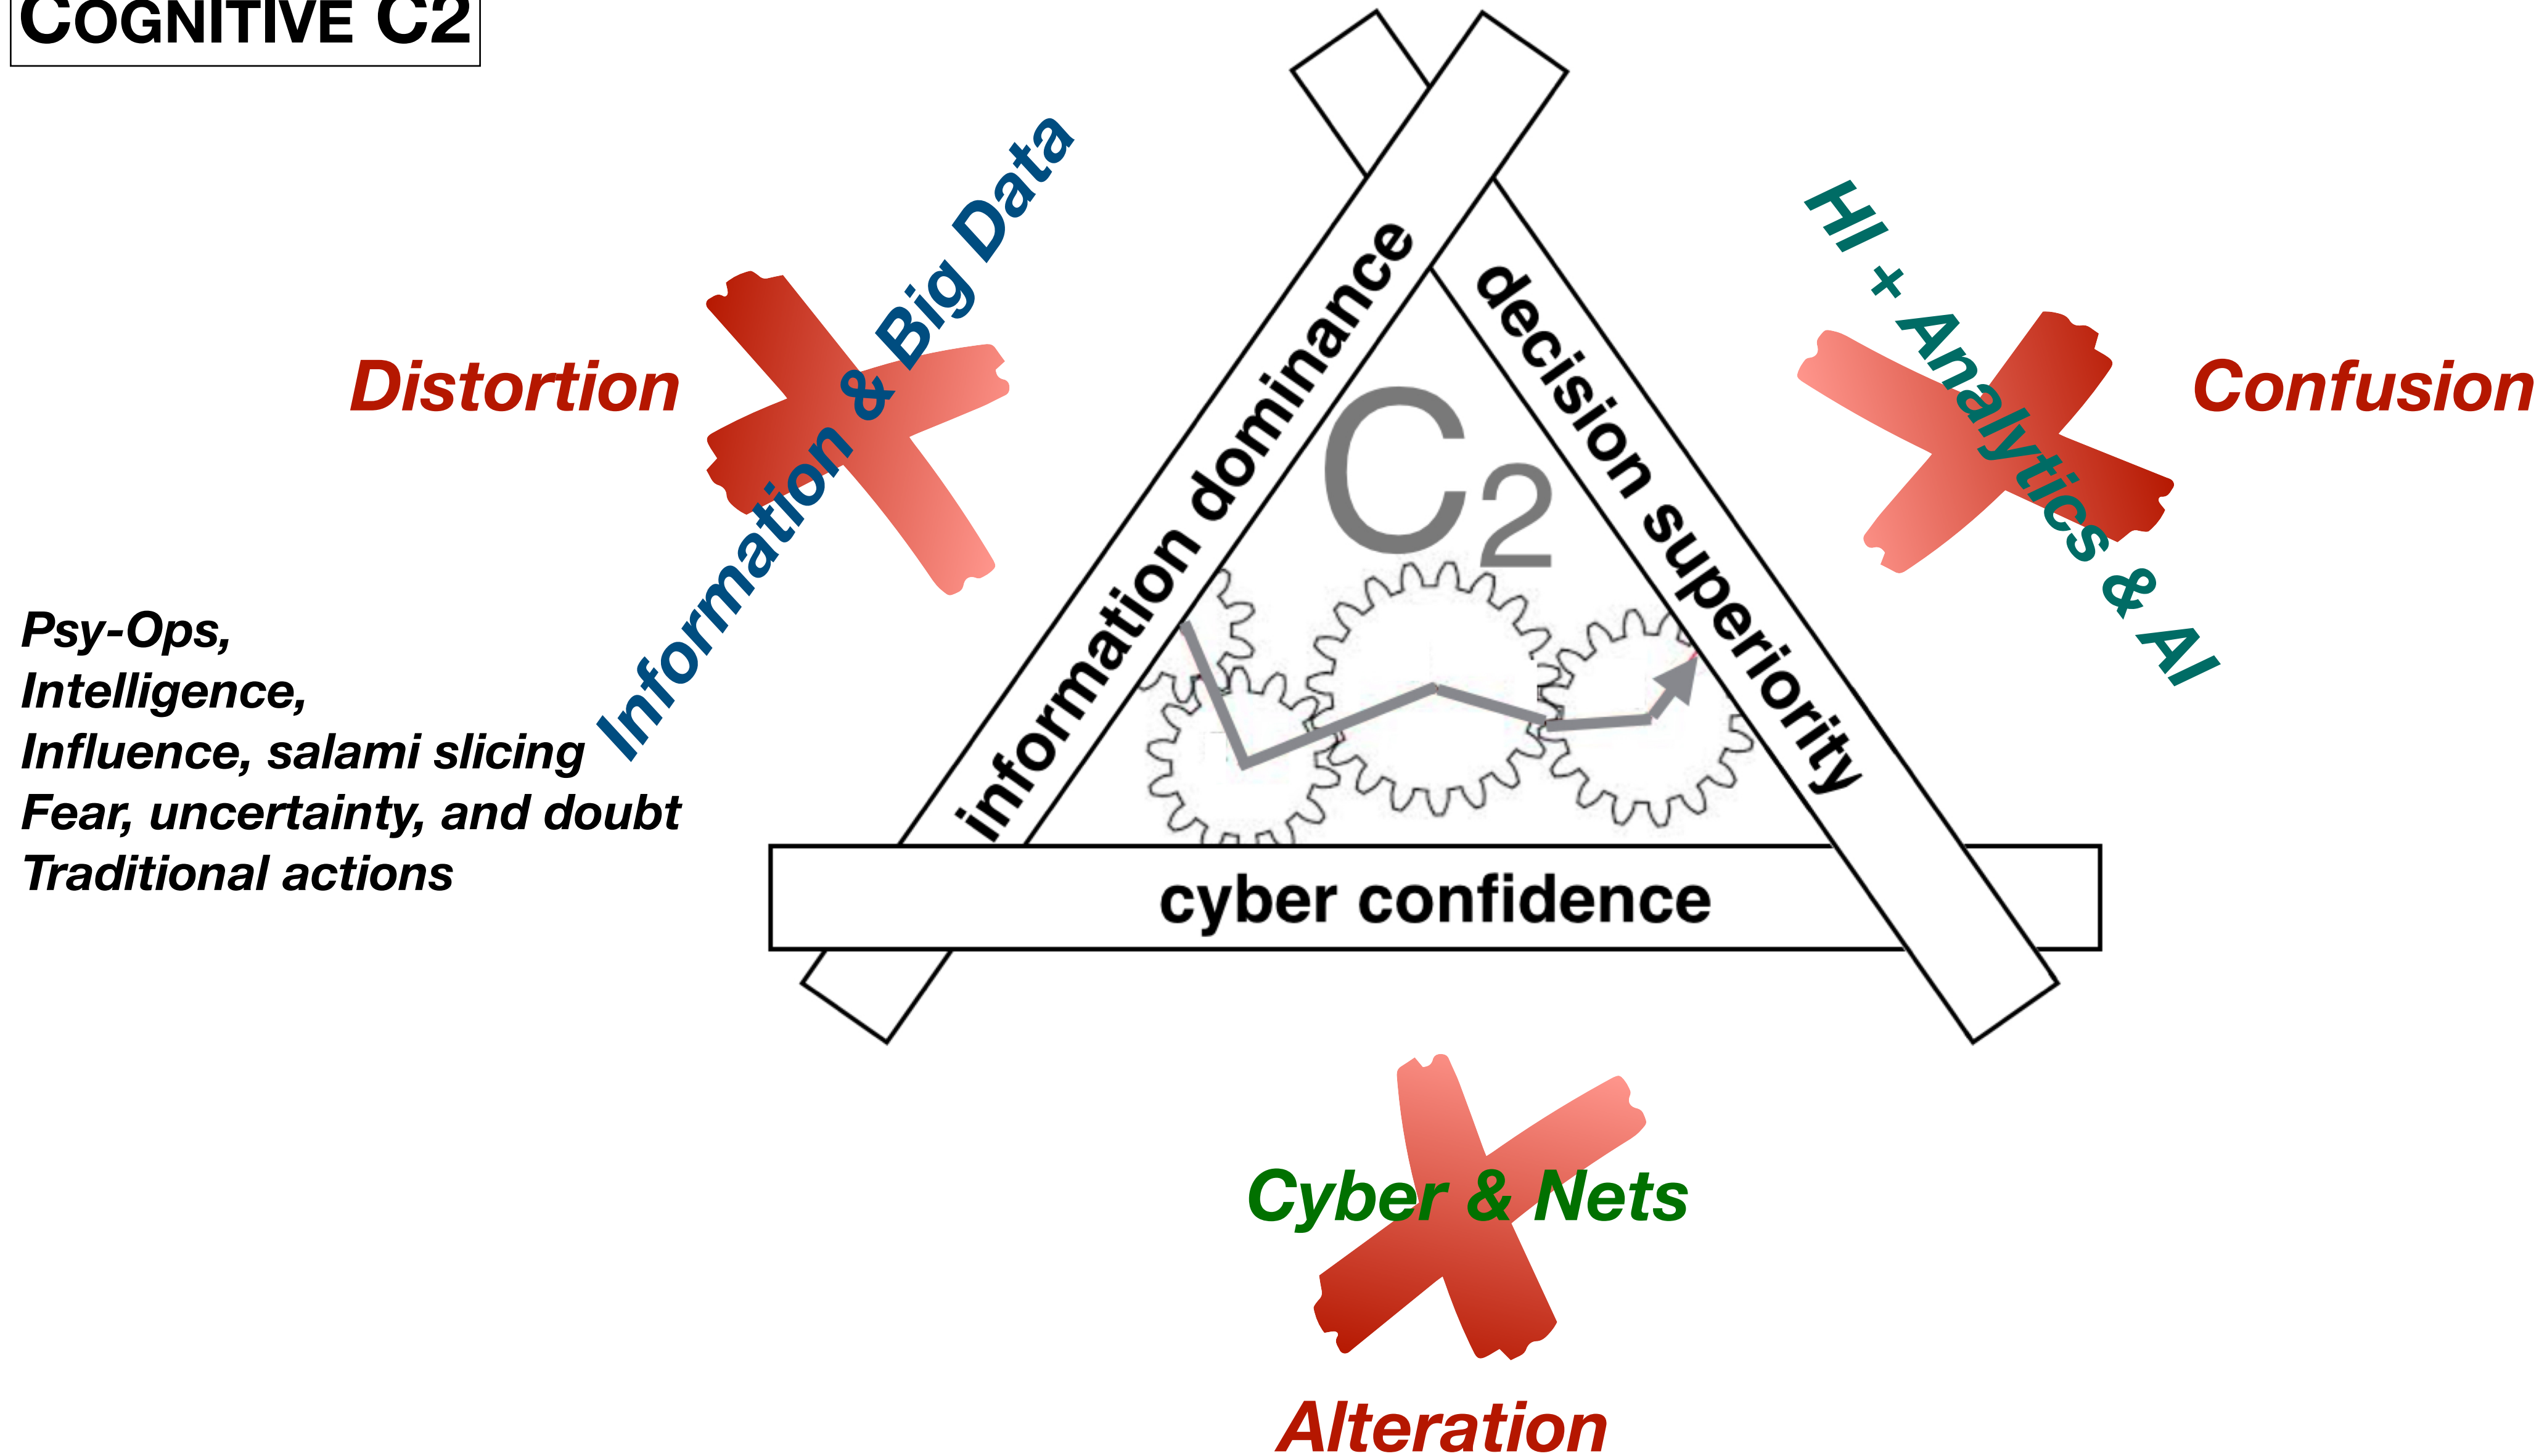 COGNITIVE C2
Information & Big Data
HI + Analytics & AI
Distortion
Confusion
information dominance
decision superiority
C2
Psy-Ops,
Intelligence,
Influence, salami slicing
Fear, uncertainty, and doubt
Traditional actions
cyber confidence
Cyber & Nets
Alteration